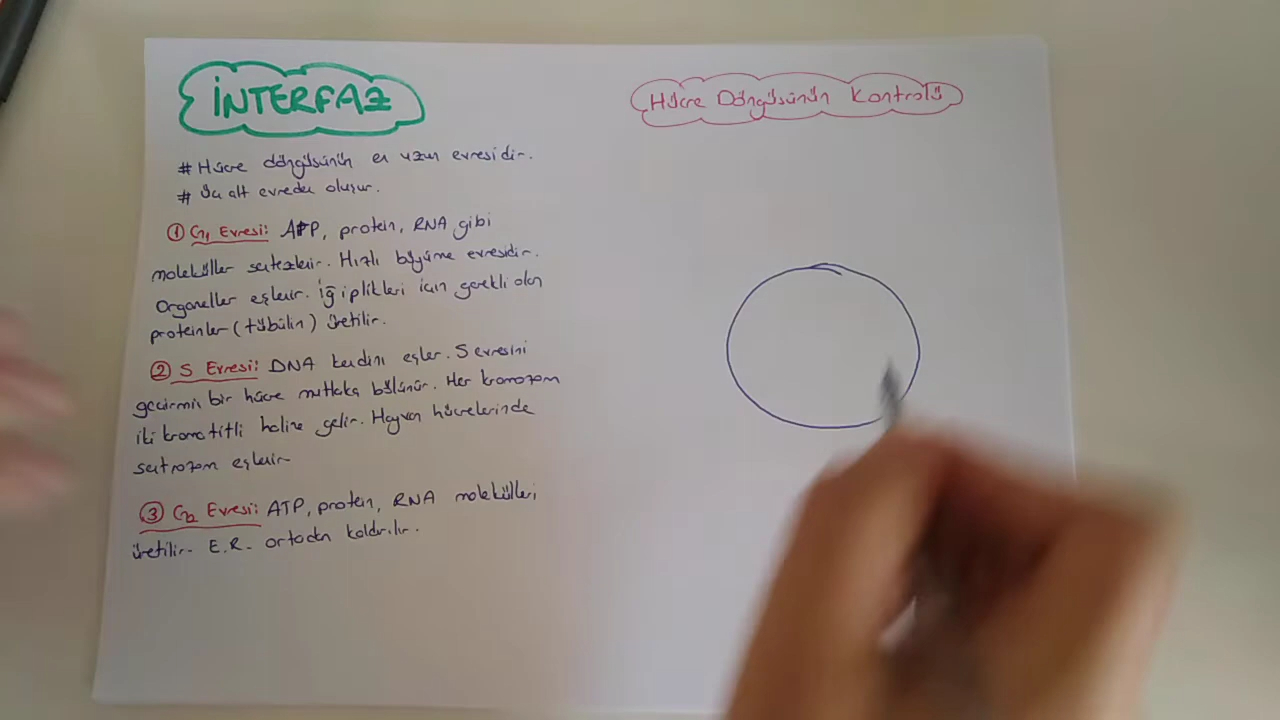 İNTERFAZ
# Hücre döngüsünün en uzun evresidir.
# Üç alt evreden oluşur.
① G1 Evresi: ATP, protein, RNA gibi
moleküller sentezlenir. Hızlı büyüme evresidir.
Organeller eşlenir. İğ iplikleri için gerekli olan
proteinler (tübülin) üretilir.
② S Evresi: DNA kendini eşler. S evresini
geçirmiş bir hücre mutlaka bölünür. Her kromozom
iki kromatitli haline gelir. Hayvan hücrelerinde
sentrozom eşlenir.
③ G2 Evresi: ATP, protein, RNA molekülleri
üretilir. E.R. ortadan kaldırılır.
Hücre Döngüsünün Kontrolü